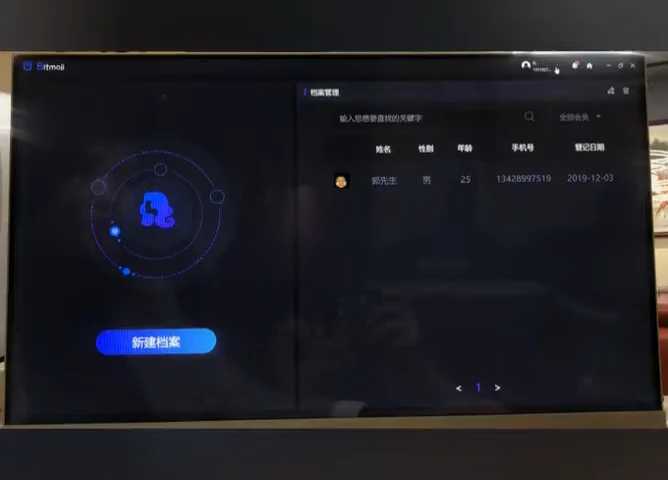 Bitmoji
档案管理
输入您想要查找的关键字
全部会员
姓名 性别 年龄 手机号 登记日期
郭先生 男 25 13428997519 2019-12-03
新建档案
< 1 >